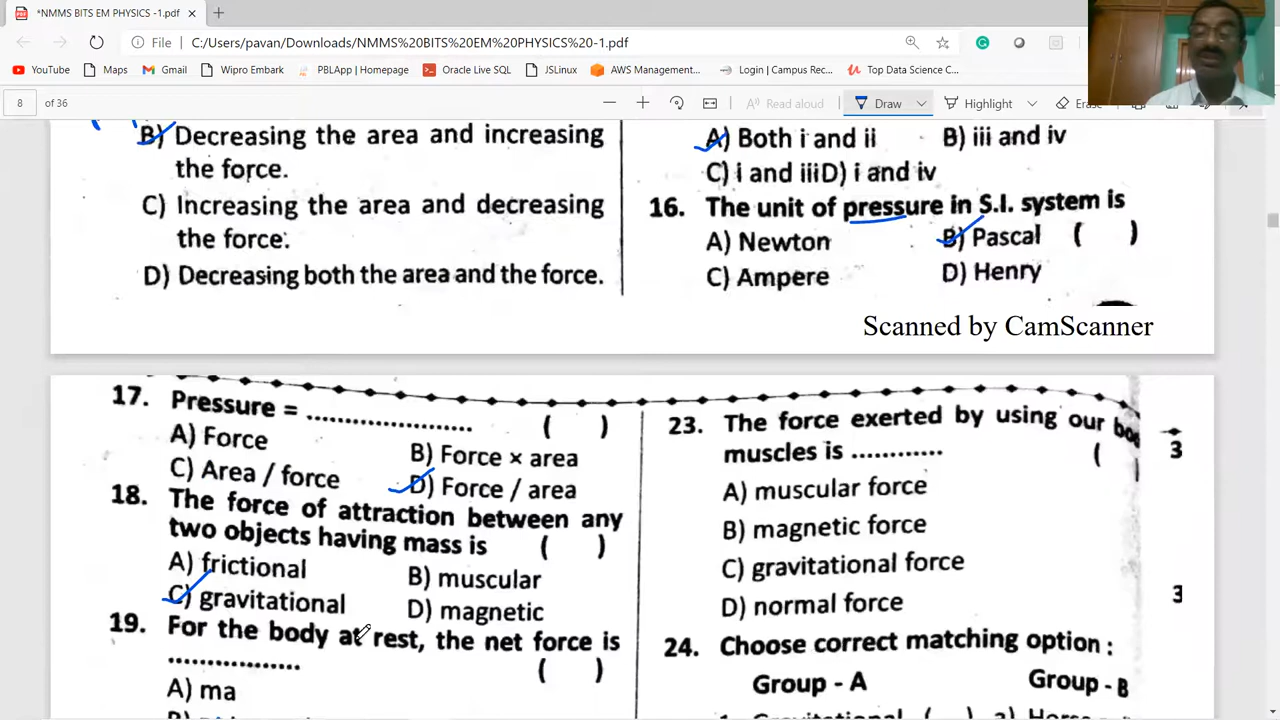 *NMMS BITS EM PHYSICS -1.pdf
File
C:/Users/pavan/Downloads/NMMS%20BITS%20EM%20PHYSICS%20-1.pdf
YouTube
Maps
Gmail
Wipro Embark
PBLApp | Homepage
Oracle Live SQL
JSLinux
AWS Management...
Login | Campus Rec...
Top Data Science C...
8 of 36
Read aloud
Draw
Highlight
Erase
B) Decreasing the area and increasing
the force.
C) Increasing the area and decreasing
the force.
D) Decreasing both the area and the force.
A) Both i and ii B) iii and iv
C) i and iiiD) i and iv
16. The unit of pressure in S.I. system is
A) Newton B) Pascal ( )
C) Ampere D) Henry
Scanned by CamScanner
17. Pressure = ........................ ( )
A) Force
B) Force × area
C) Area / force
D) Force / area
18. The force of attraction between any
two objects having mass is ( )
A) frictional
B) muscular
C) gravitational
D) magnetic
19. For the body at rest, the net force is
................... ( )
A) ma
23. The force exerted by using our
muscles is ............ ( )
A) muscular force
B) magnetic force
C) gravitational force
D) normal force
24. Choose correct matching option :
Group - A Group - B
3
3